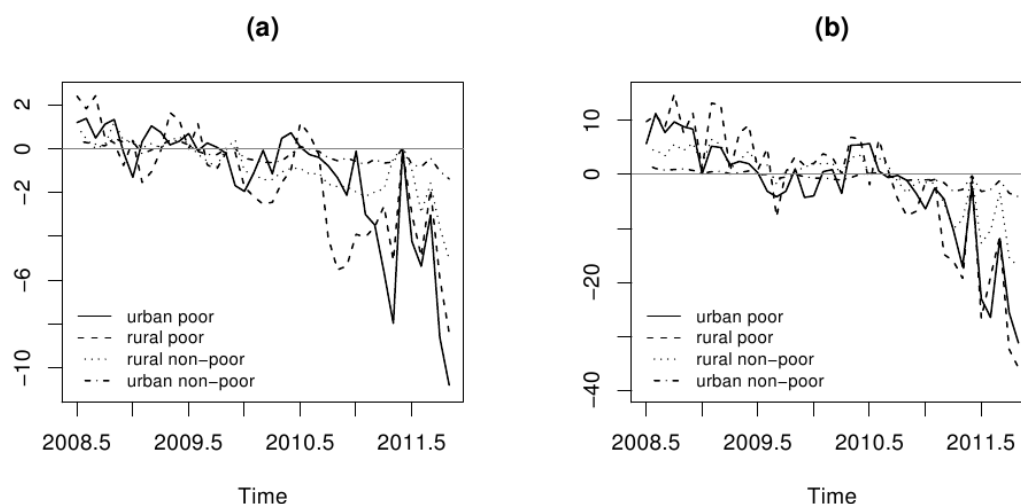 (a)
2
0
−2
−6
−10
urban poor
rural poor
rural non−poor
urban non−poor
2008.5 2009.5 2010.5 2011.5
Time
(b)
10
0
−20
−40
urban poor
rural poor
rural non−poor
urban non−poor
2008.5 2009.5 2010.5 2011.5
Time